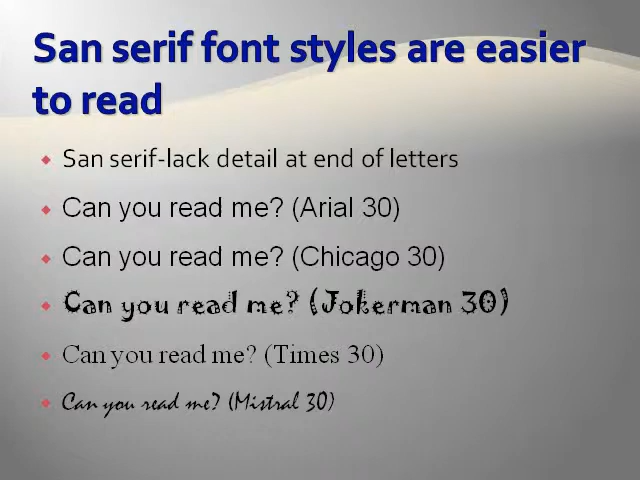 San serif font styles are easier
to read
San serif-lack detail at end of letters
Can you read me? (Arial 30)
Can you read me? (Chicago 30)
Can you read me? (Jokerman 30)
Can you read me? (Times 30)
Can you read me? (Mistral 30)